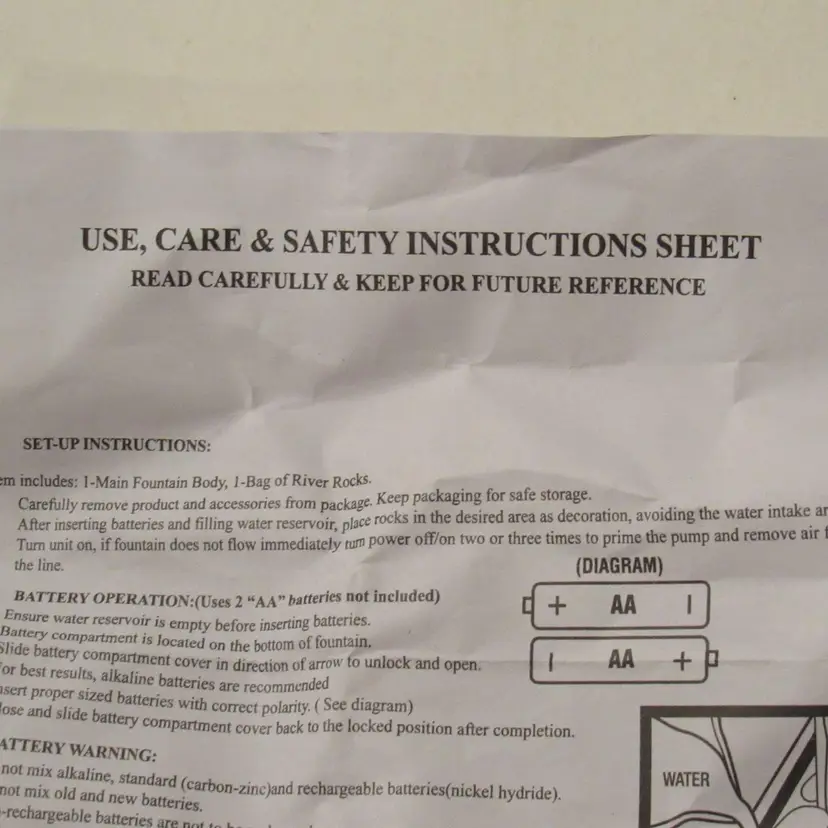 USE, CARE & SAFETY INSTRUCTIONS SHEET
READ CAREFULLY & KEEP FOR FUTURE REFERENCE
SET-UP INSTRUCTIONS:
em includes: 1-Main Fountain Body, 1-Bag of River Rocks.
Carefully remove product and accessories from package. Keep packaging for safe storage.
After inserting batteries and filling water reservoir, place rocks in the desired area as decoration, avoiding the water intake ar
Turn unit on, if fountain does not flow immediately turn power off/on two or three times to prime the pump and remove air f
the line.
(DIAGRAM)
BATTERY OPERATION:(Uses 2 "AA" batteries not included)
+ AA |
Ensure water reservoir is empty before inserting batteries.
Battery compartment is located on the bottom of fountain.
Slide battery compartment cover in direction of arrow to unlock and open.
| AA +
or best results, alkaline batteries are recommended
nsert proper sized batteries with correct polarity. ( See diagram)
lose and slide battery compartment cover back to the locked position after completion.
ATTERY WARNING:
not mix alkaline, standard (carbon-zinc)and rechargeable batteries(nickel hydride).
WATER
not mix old and new batteries.
-rechargeable batteries are not to